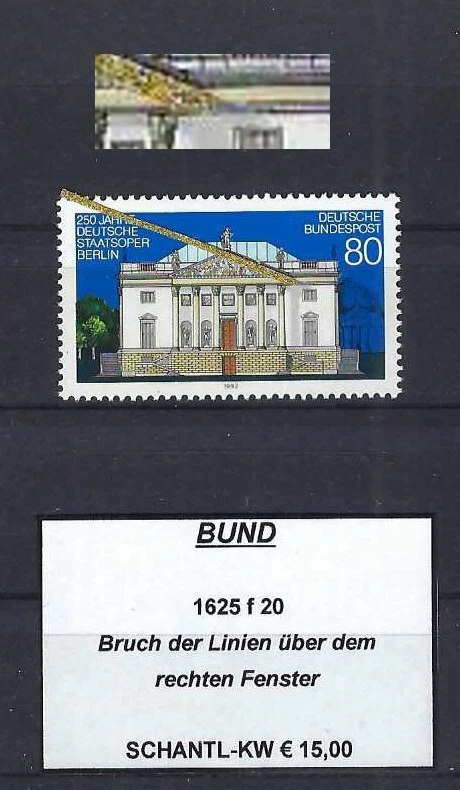 250 JAHRE
DEUTSCHE
STAATSOPER
BERLIN
DEUTSCHE
BUNDESPOST
80
1992
BUND
1625 f 20
Bruch der Linien über dem
rechten Fenster
SCHANTL-KW € 15,00